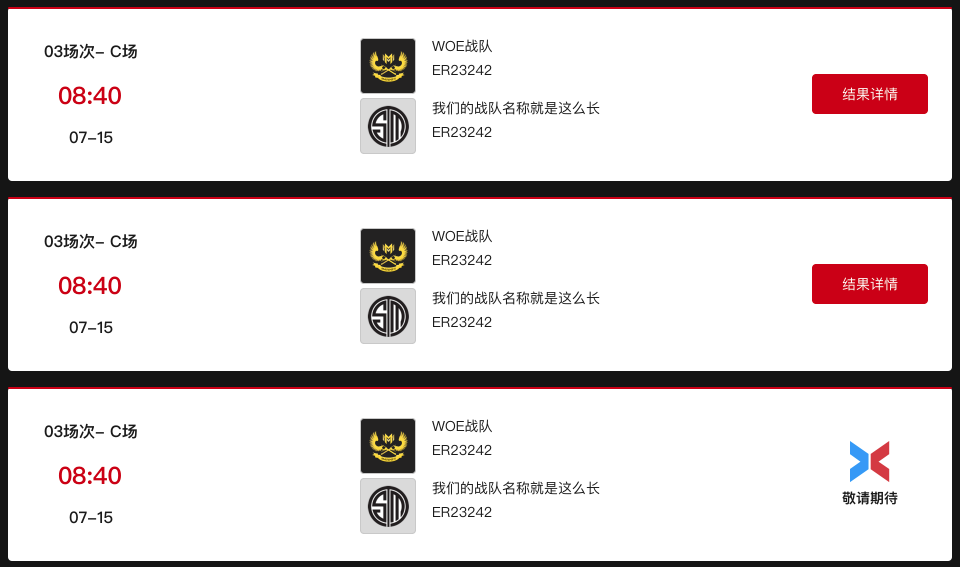 03场次- C场
08:40
07-15
WOE战队
ER23242
我们的战队名称就是这么长
ER23242
结果详情
03场次- C场
08:40
07-15
WOE战队
ER23242
我们的战队名称就是这么长
ER23242
结果详情
03场次- C场
08:40
07-15
WOE战队
ER23242
我们的战队名称就是这么长
ER23242
敬请期待